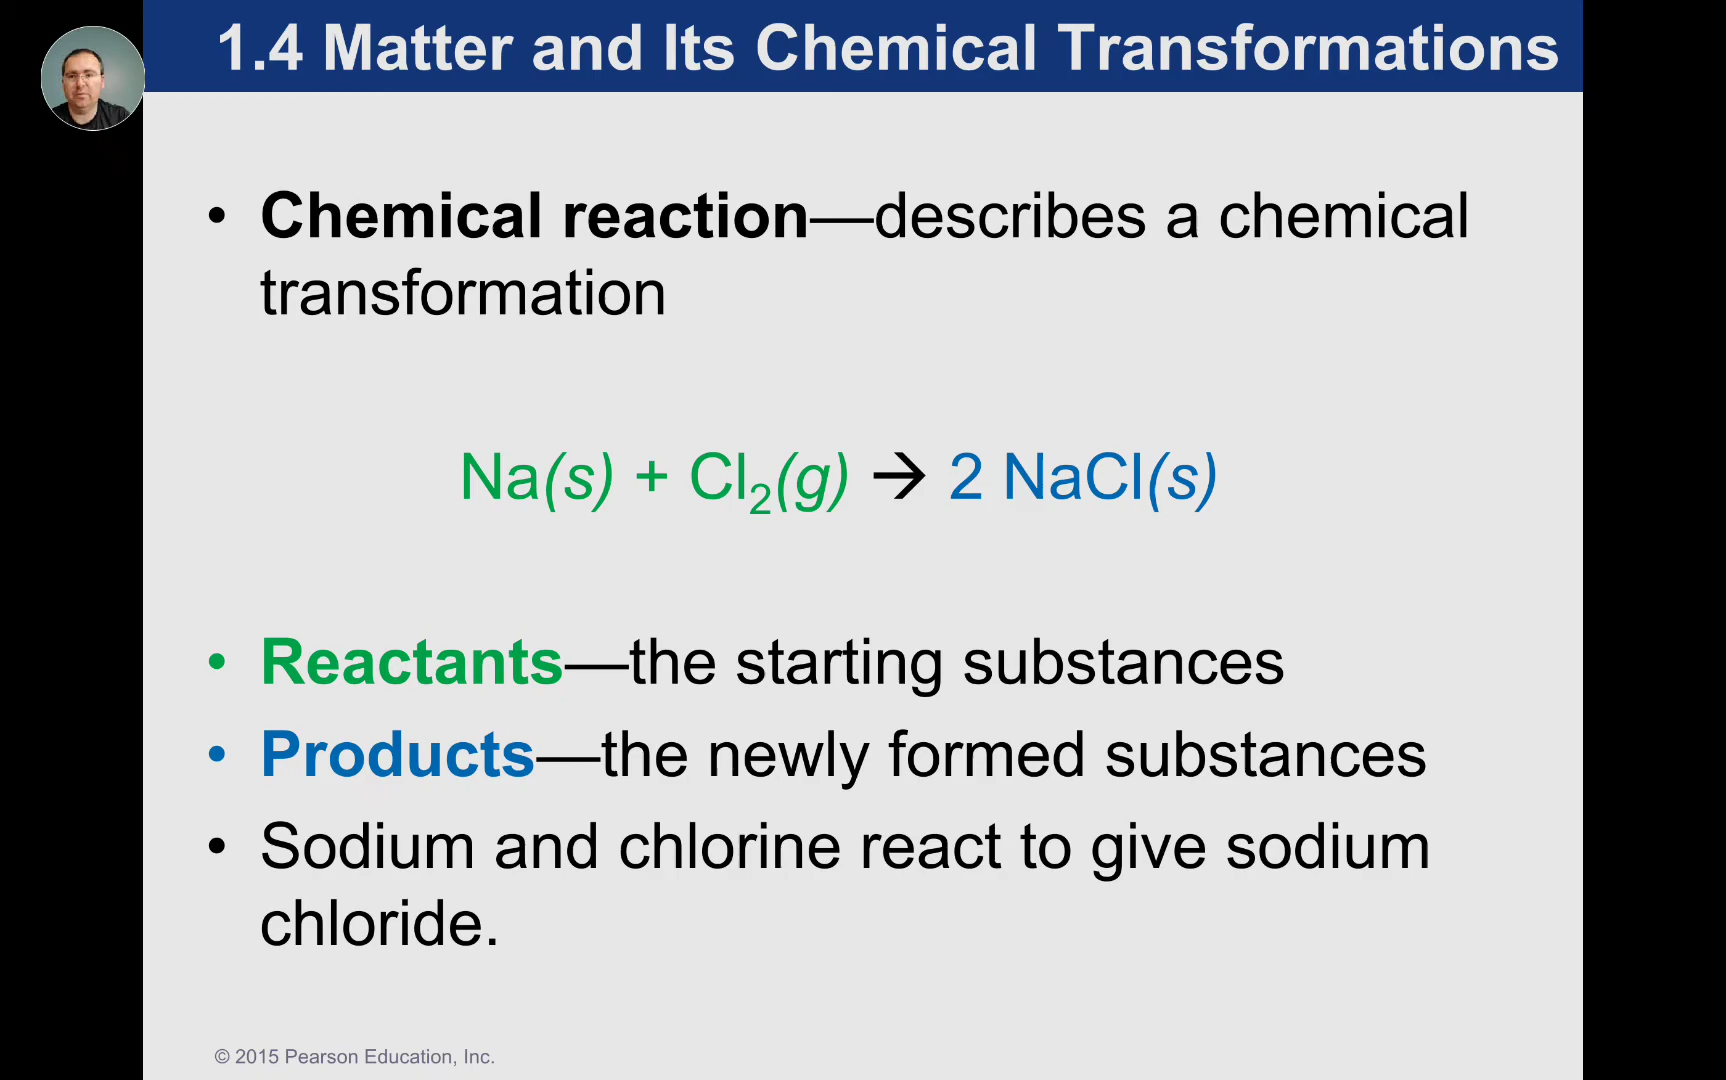 1.4 Matter and Its Chemical Transformations
• Chemical reaction—describes a chemical
transformation
Na(s) + Cl₂(g) → 2 NaCl(s)
• Reactants—the starting substances
• Products—the newly formed substances
• Sodium and chlorine react to give sodium
chloride.
© 2015 Pearson Education, Inc.